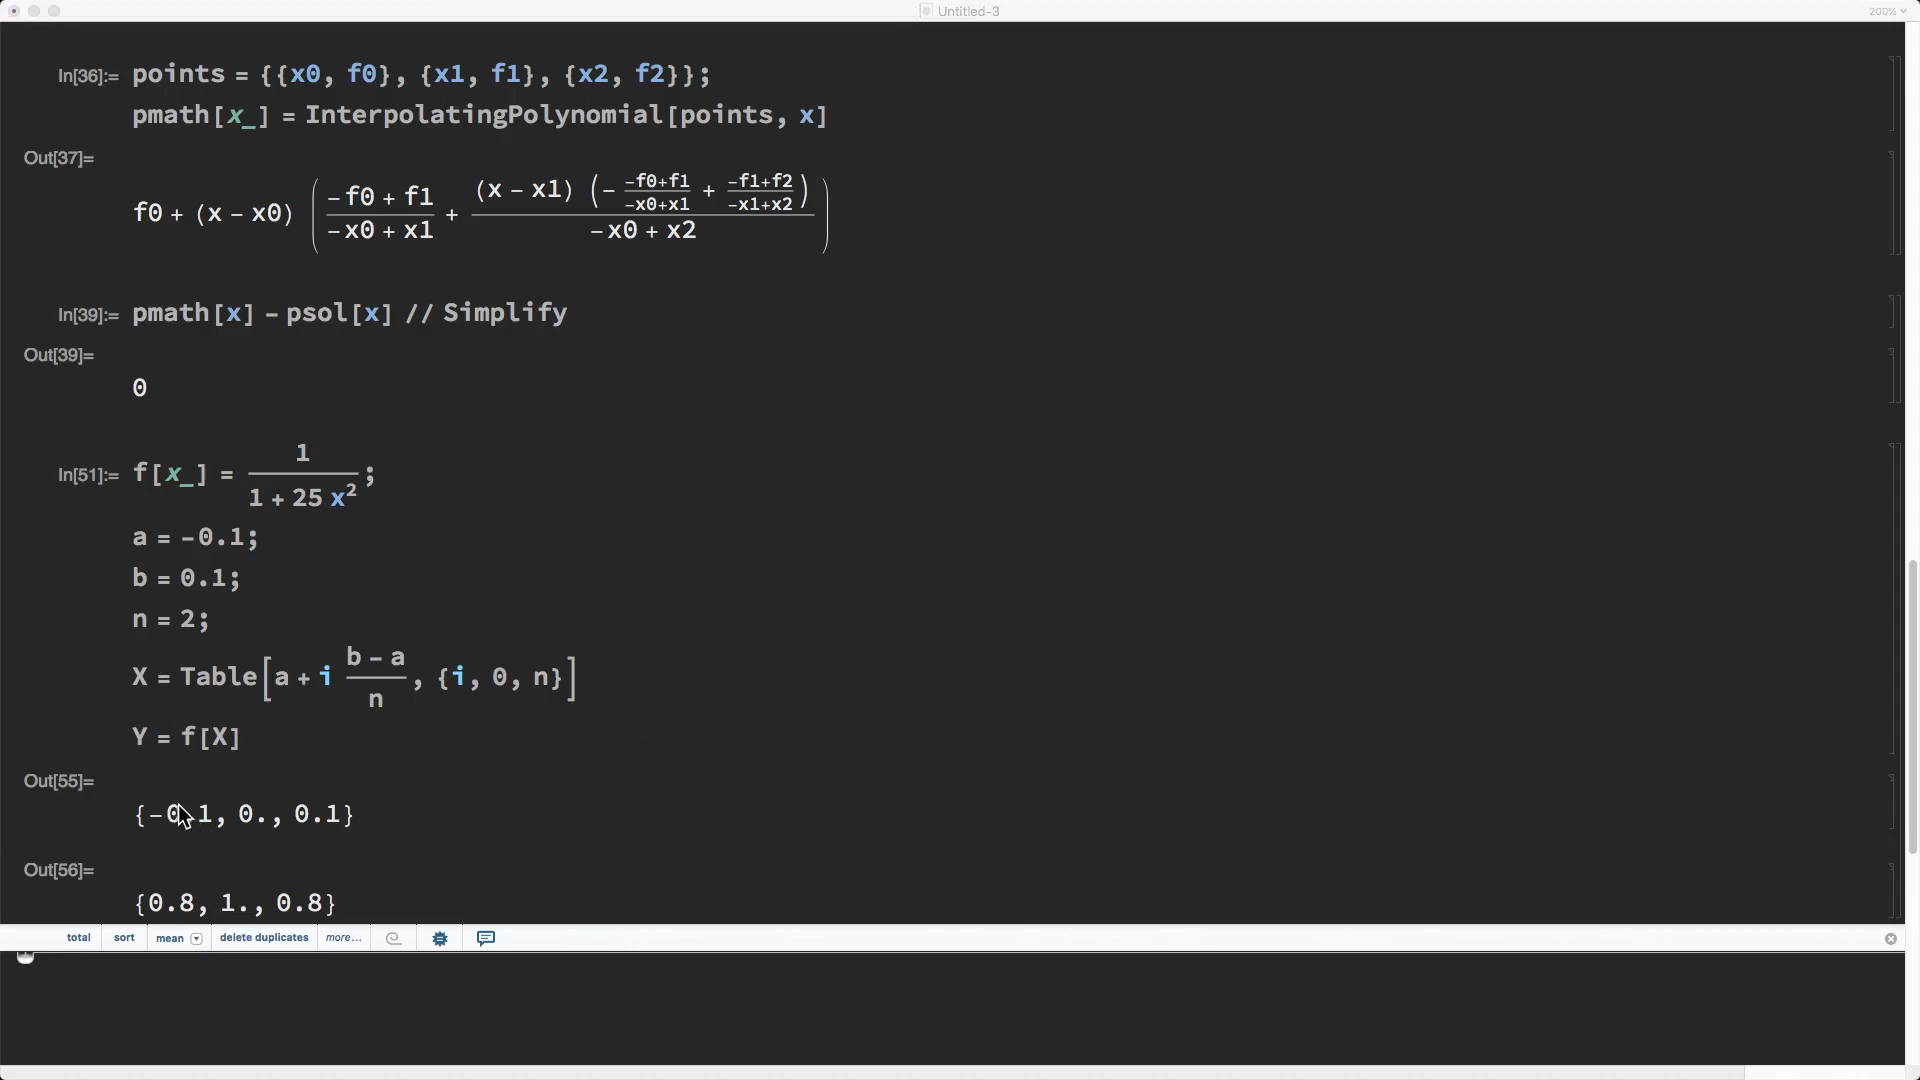 Untitled-3
200%
In[36]:= points = {{x0, f0}, {x1, f1}, {x2, f2}};
pmath[x_] = InterpolatingPolynomial[points, x]
Out[37]=
f0 + (x - x0) (-f0 + f1 / -x0 + x1 + (x - x1) (- -f0+f1 / -x0+x1 + -f1+f2 / -x1+x2) / -x0 + x2)
In[39]:= pmath[x] - psol[x] // Simplify
Out[39]=
0
In[51]:= f[x_] = 1 / 1 + 25 x^2 ;
a = -0.1;
b = 0.1;
n = 2;
X = Table[a + i b - a / n, {i, 0, n}]
Y = f[X]
Out[55]=
{-0.1, 0., 0.1}
Out[56]=
{0.8, 1., 0.8}
total sort mean delete duplicates more...